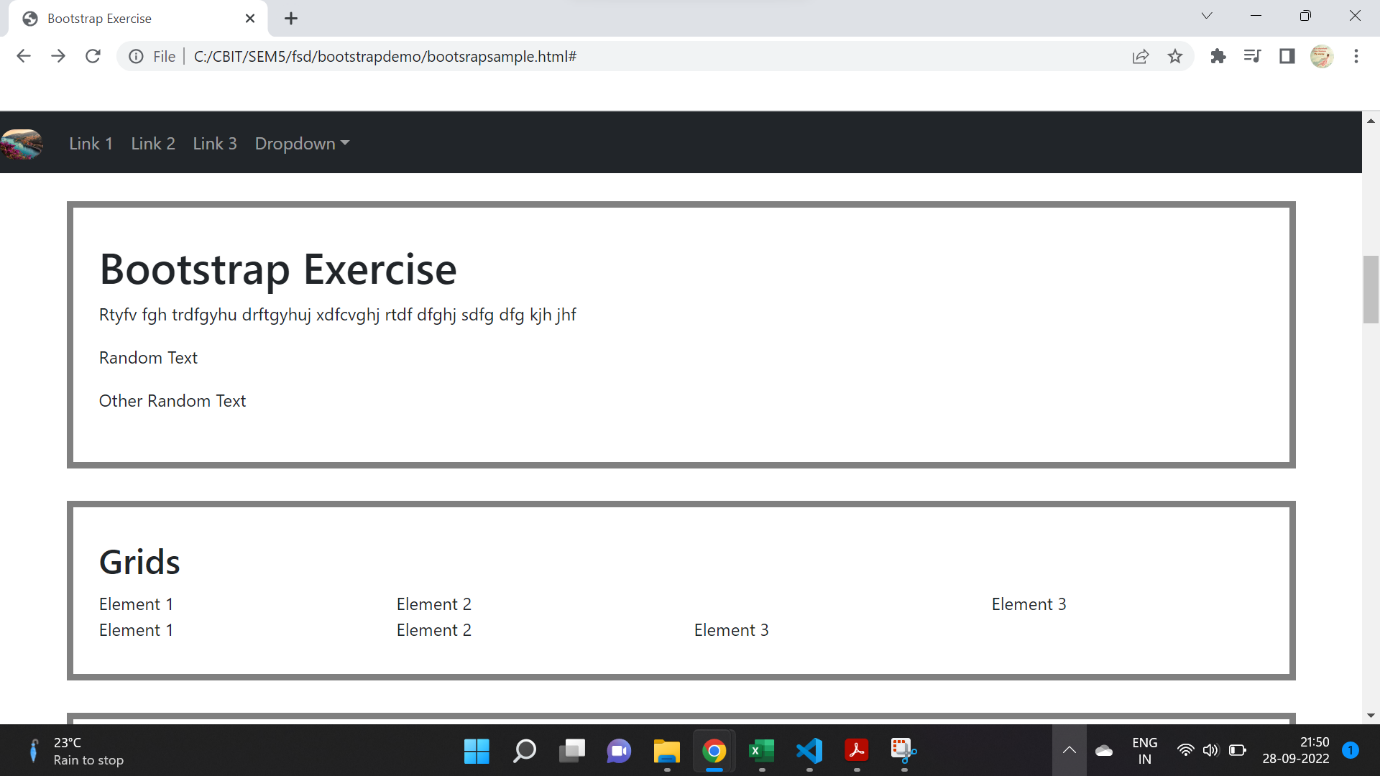 Bootstrap Exercise
File | C:/CBIT/SEM5/fsd/bootstrapdemo/bootsrapsample.html#
Link 1 Link 2 Link 3 Dropdown
Bootstrap Exercise
Rtyfv fgh trdfgyhu drftgyhuj xdfcvghj rtdf dfghj sdfg dfg kjh jhf
Random Text
Other Random Text
Grids
Element 1 Element 2 Element 3
Element 1 Element 2 Element 3
23°C
Rain to stop
ENG
IN
21:50
28-09-2022
1